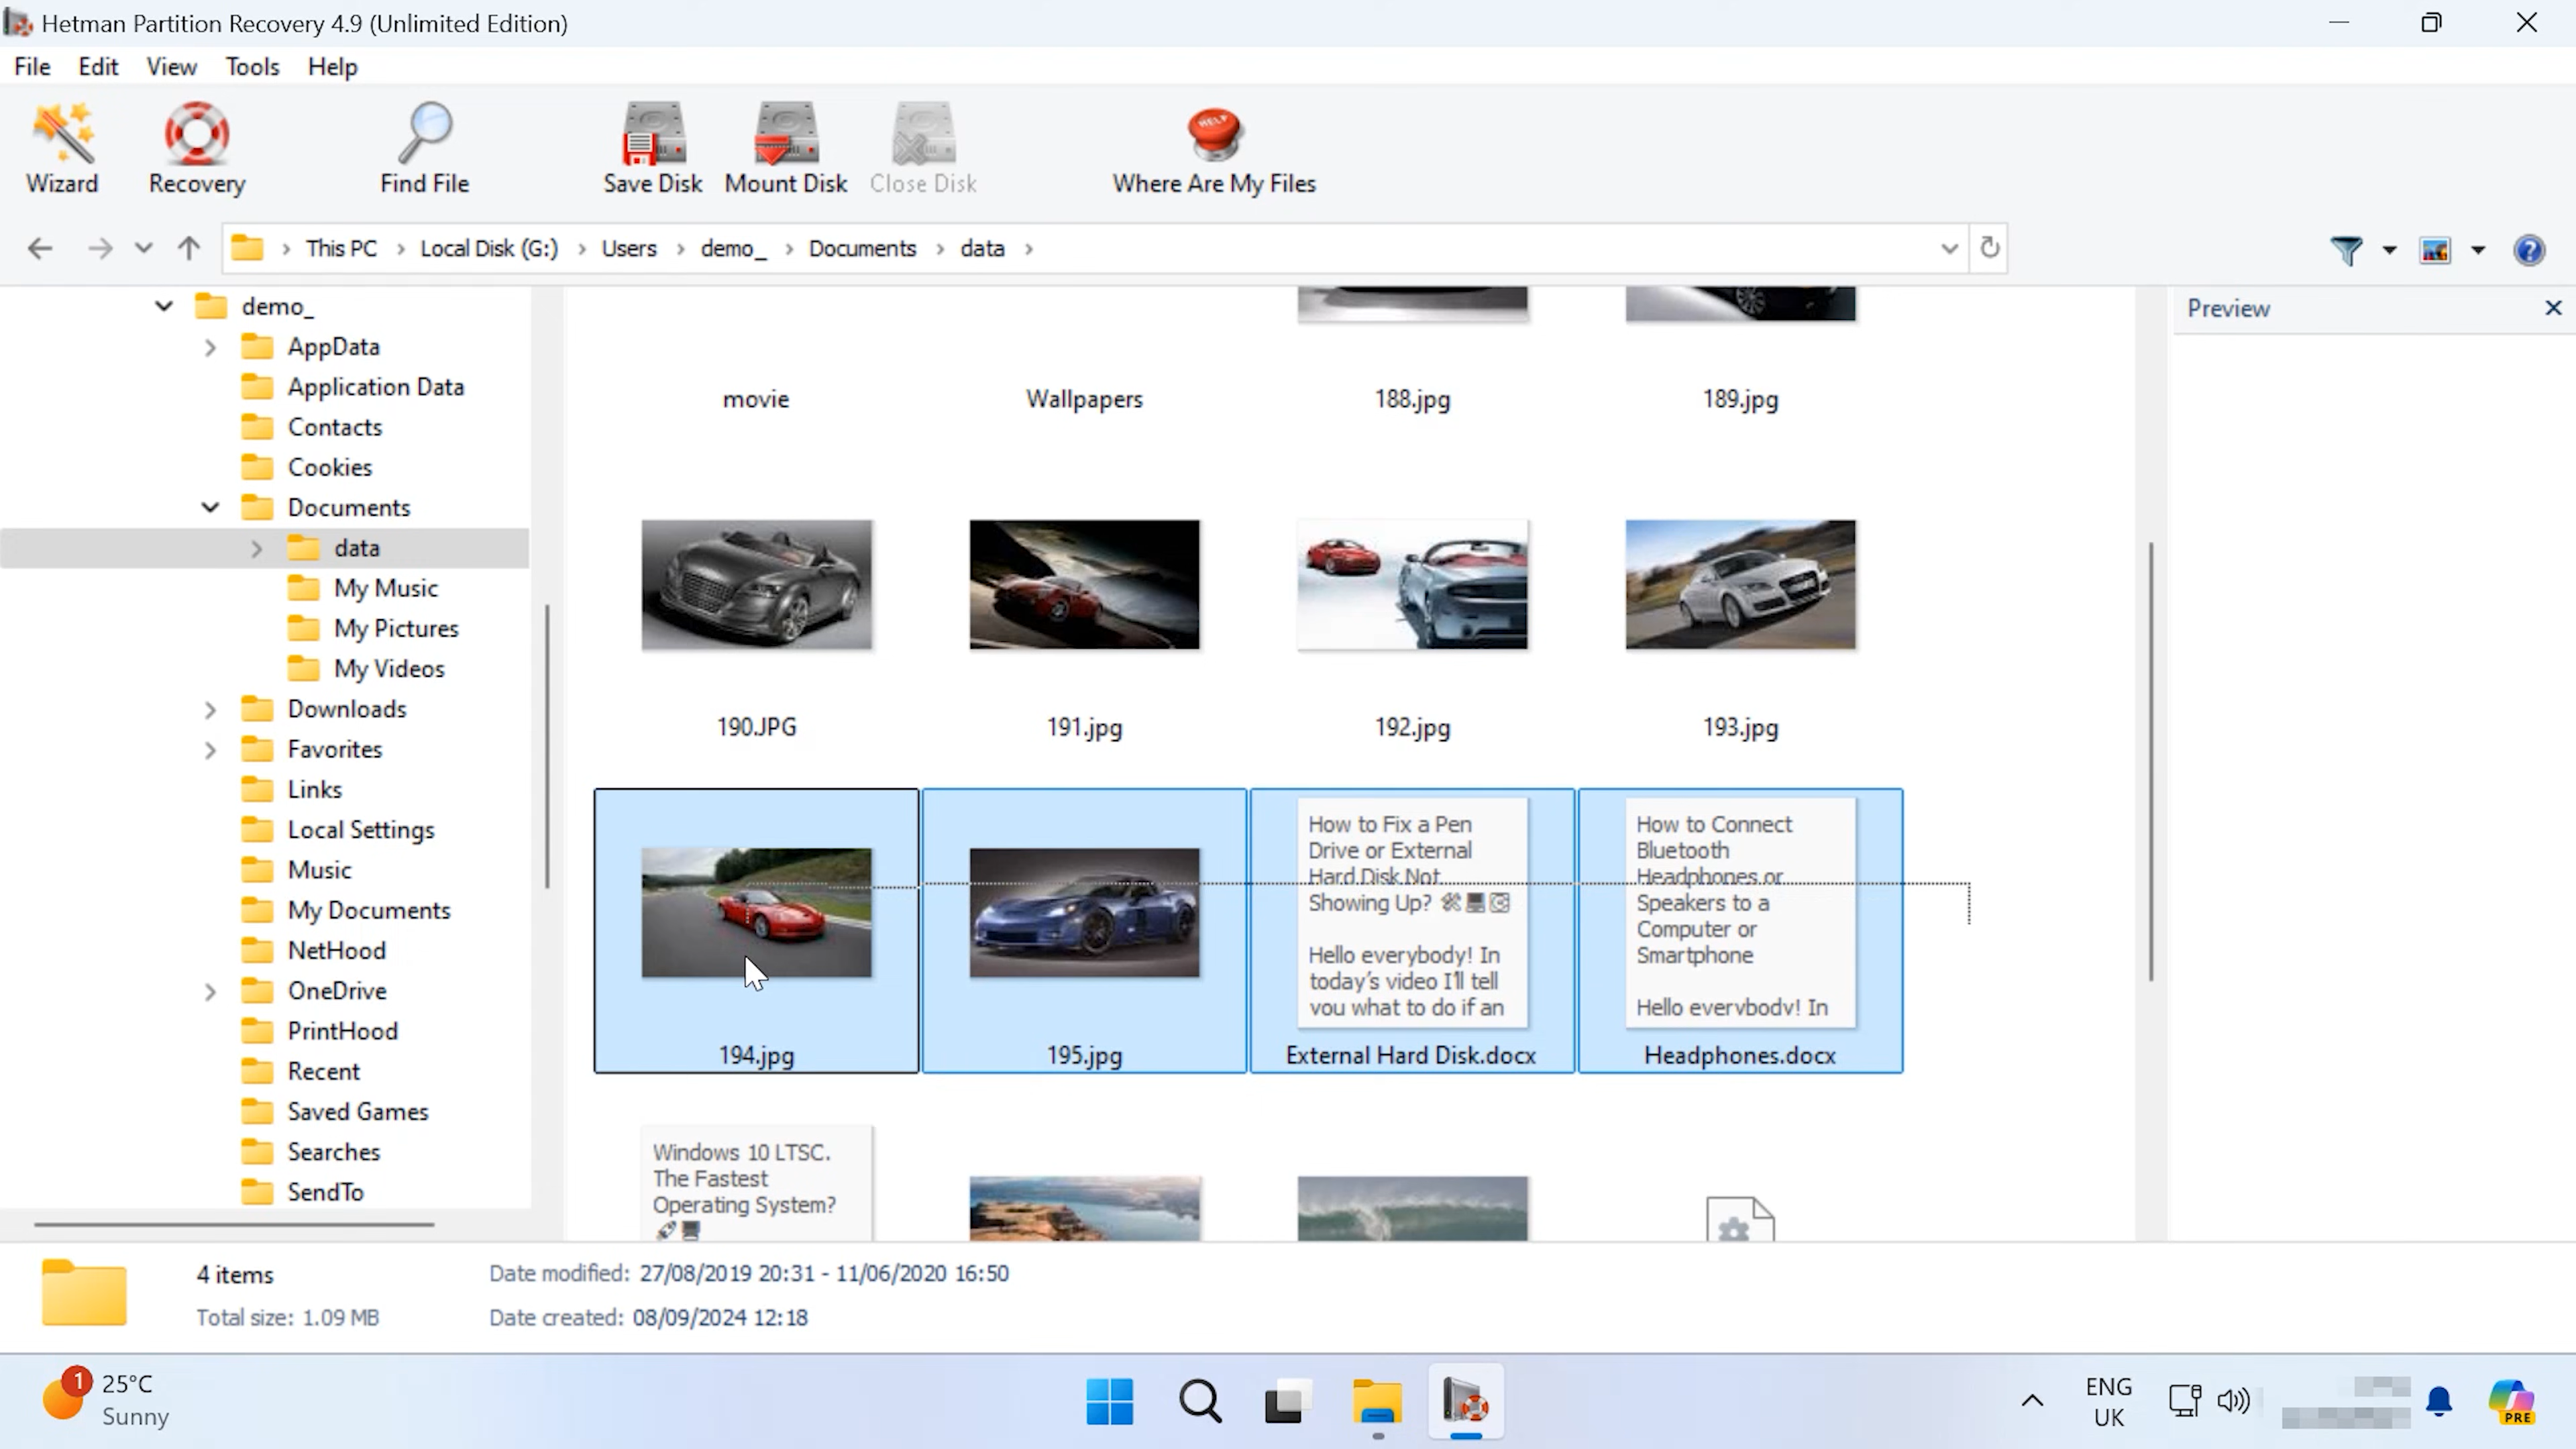 Hetman Partition Recovery 4.9 (Unlimited Edition)
File Edit View Tools Help
Wizard Recovery Find File Save Disk Mount Disk Close Disk HELP Where Are My Files
This PC Local Disk (G:) Users demo_ Documents data
demo_
AppData
Application Data
Contacts
Cookies
Documents
data
My Music
My Pictures
My Videos
Downloads
Favorites
Links
Local Settings
Music
My Documents
NetHood
OneDrive
PrintHood
Recent
Saved Games
Searches
SendTo
movie Wallpapers 188.jpg 189.jpg
190.JPG 191.jpg 192.jpg 193.jpg
How to Fix a Pen
Drive or External
Hard Disk Not
Showing Up?
Hello everybody! In
today's video I'll tell
you what to do if an
How to Connect
Bluetooth
Headphones or
Speakers to a
Computer or
Smartphone
Hello everybody! In
194.jpg 195.jpg External Hard Disk.docx Headphones.docx
Windows 10 LTSC.
The Fastest
Operating System?
Preview
4 items Date modified: 27/08/2019 20:31 - 11/06/2020 16:50
Total size: 1.09 MB Date created: 08/09/2024 12:18
1 25°C
Sunny
ENG
UK
PRE